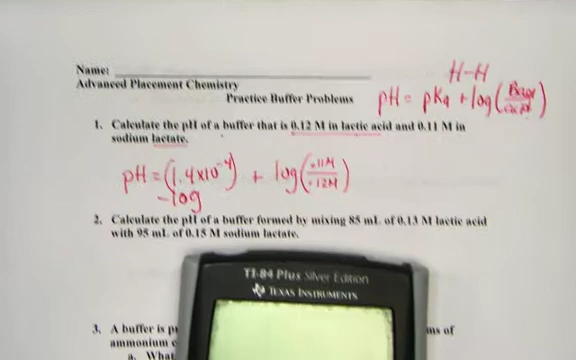 Name:
H-H
Advanced Placement Chemistry
pH = pKa + log(Base/acid)
Practice Buffer Problems
1. Calculate the pH of a buffer that is 0.12 M in lactic acid and 0.11 M in
sodium lactate.
pH = (1.4x10^-4) + log(.11M/.12M)
-log
2. Calculate the pH of a buffer formed by mixing 85 mL of 0.13 M lactic acid
with 95 mL of 0.15 M sodium lactate.
TI-84 Plus Silver Edition
TEXAS INSTRUMENTS
3. A buffer is
ms of
ammonium
a. What